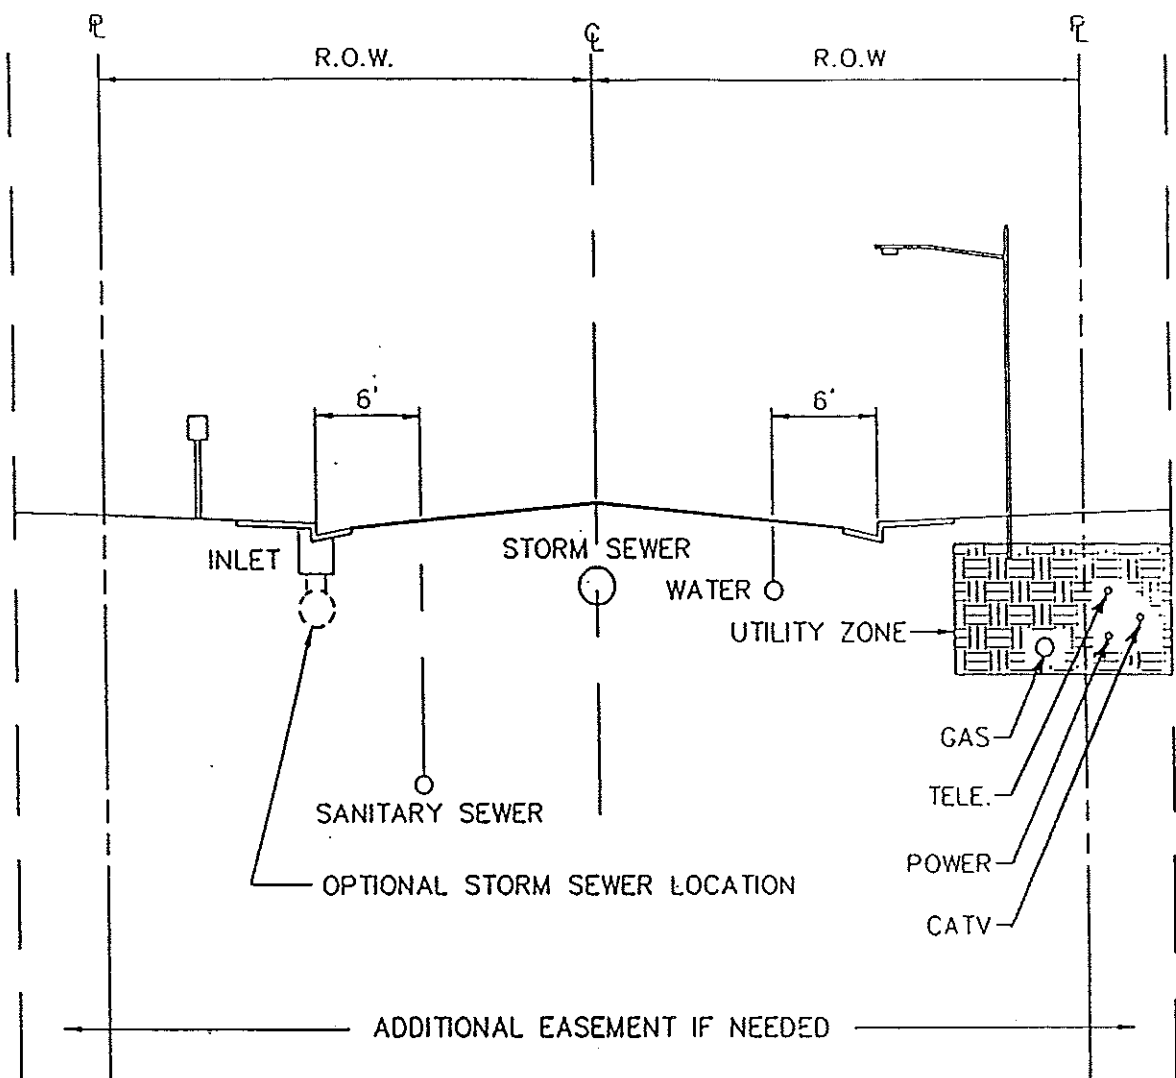 PL
CL
PL
R.O.W.
R.O.W
6'
6'
INLET
STORM SEWER
WATER
UTILITY ZONE
GAS
SANITARY SEWER
TELE.
POWER
OPTIONAL STORM SEWER LOCATION
CATV
ADDITIONAL EASEMENT IF NEEDED